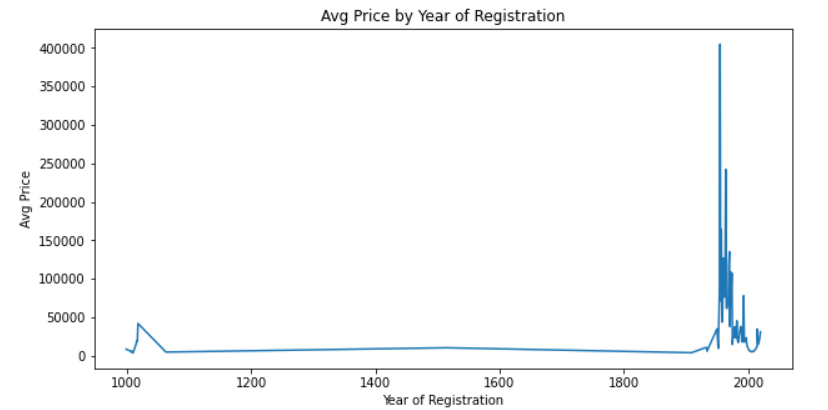 Avg Price by Year of Registration
400000
350000
300000
250000
200000
150000
100000
50000
0
Avg Price
1000 1200 1400 1600 1800 2000
Year of Registration